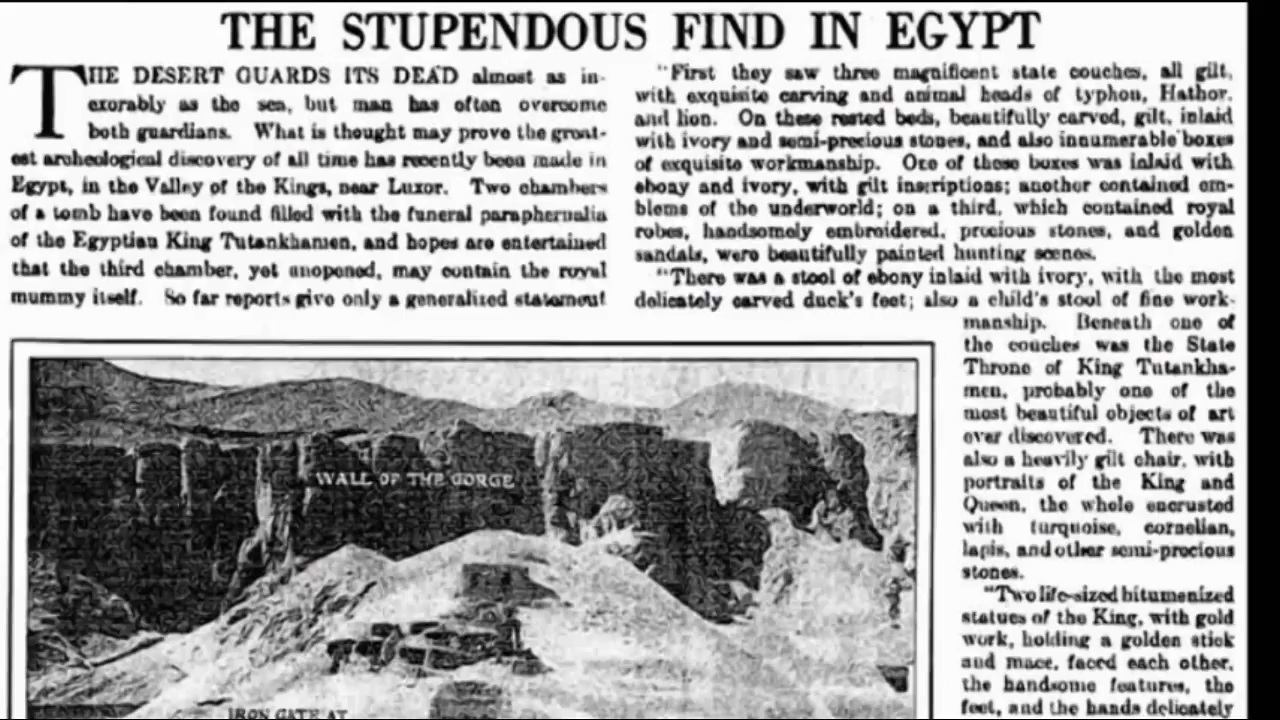 THE STUPENDOUS FIND IN EGYPT
THE DESERT GUARDS ITS DEAD almost as in-
exorably as the sea, but man has often overcome
both guardians. What is thought may prove the great-
est archeological discovery of all time has recently been made in
Egypt, in the Valley of the Kings, near Luxor. Two chambers
of a tomb have been found filled with the funeral paraphernalia
of the Egyptian King Tutankhamen, and hopes are entertained
that the third chamber, yet unopened, may contain the royal
mummy itself. So far reports give only a generalized statement
"First they saw three magnificent state couches, all gilt,
with exquisite carving and animal heads of typhon, Hathor,
and lion. On these rested beds, beautifully carved, gilt, inlaid
with ivory and semi-precious stones, and also innumerable boxes
of exquisite workmanship. One of these boxes was inlaid with
ebony and ivory, with gilt inscriptions; another contained em-
blems of the underworld; on a third, which contained royal
robes, handsomely embroidered, precious stones, and golden
sandals, were beautifully painted hunting scenes.
"There was a stool of ebony inlaid with ivory, with the most
delicately carved duck's feet; also a child's stool of fine work-
manship. Beneath one of
the couches was the State
Throne of King Tutankha-
men, probably one of the
most beautiful objects of art
ever discovered. There was
also a heavily gilt chair, with
portraits of the King and
Queen, the whole encrusted
with turquoise, cornelian,
lapis, and other semi-precious
stones.
"Two life-sized bitumenized
statues of the King, with gold
work, holding a golden stick
and mace, faced each other,
the handsome features, the
feet, and the hands delicately
WALL OF THE GORGE
IRON GATE AT